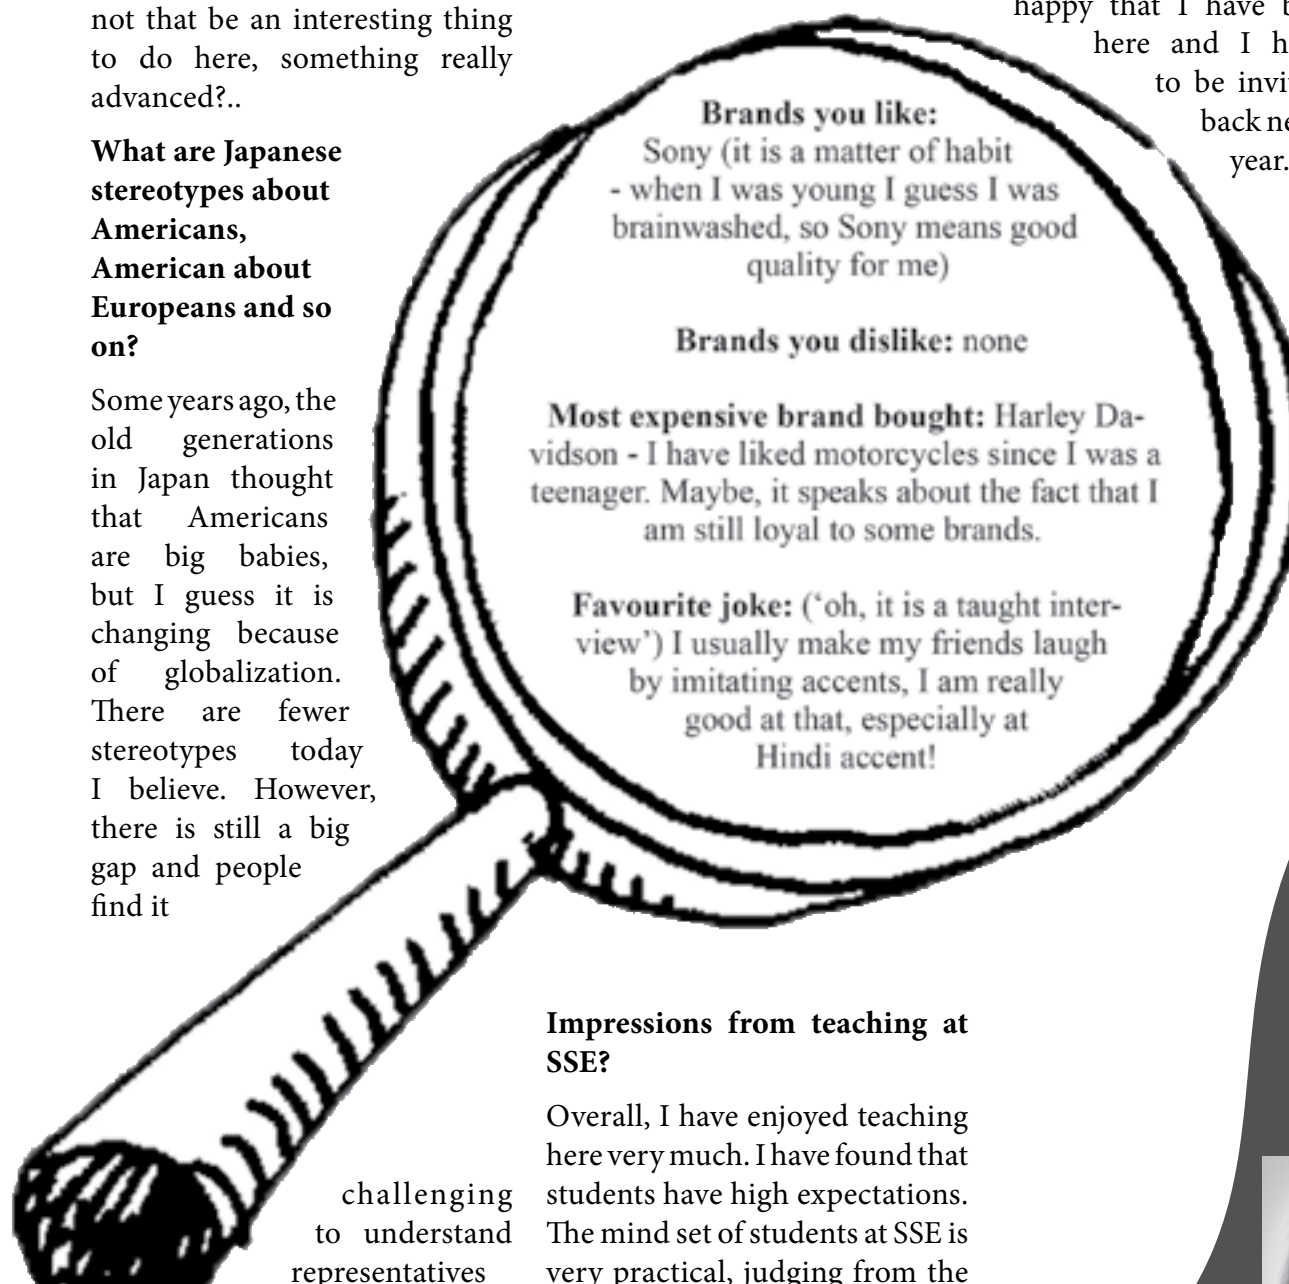 not that be an interesting thing
to do here, something really
advanced?..
What are Japanese
stereotypes about
Americans,
American about
Europeans and so
on?
Some years ago, the
old generations
in Japan thought
that Americans
are big babies,
but I guess it is
changing because
of globalization.
There are fewer
stereotypes today
I believe. However,
there is still a big
gap and people
find it
challenging
to understand
representatives
Brands you like:
Sony (it is a matter of habit
- when I was young I guess I was
brainwashed, so Sony means good
quality for me)
Brands you dislike: none
Most expensive brand bought: Harley Da-
vidson - I have liked motorcycles since I was a
teenager. Maybe, it speaks about the fact that I
am still loyal to some brands.
Favourite joke: (‘oh, it is a taught inter-
view’) I usually make my friends laugh
by imitating accents, I am really
good at that, especially at
Hindi accent!
Impressions from teaching at
SSE?
Overall, I have enjoyed teaching
here very much. I have found that
students have high expectations.
The mind set of students at SSE is
very practical, judging from the
happy that I have
here and I
to be
back
year.